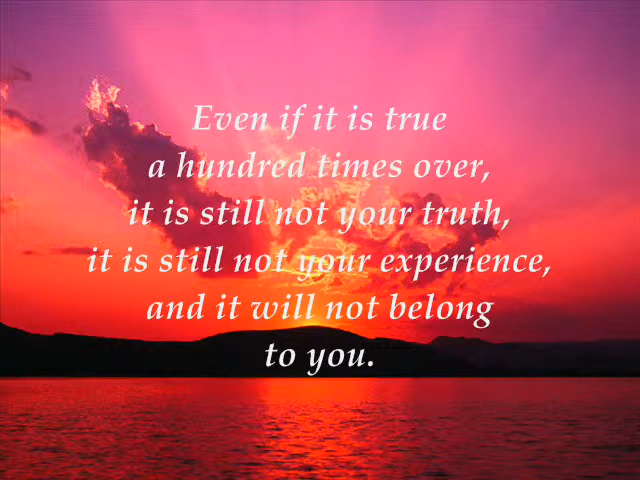 Even if it is true
a hundred times over,
it is still not your truth,
it is still not your experience,
and it will not belong
to you.